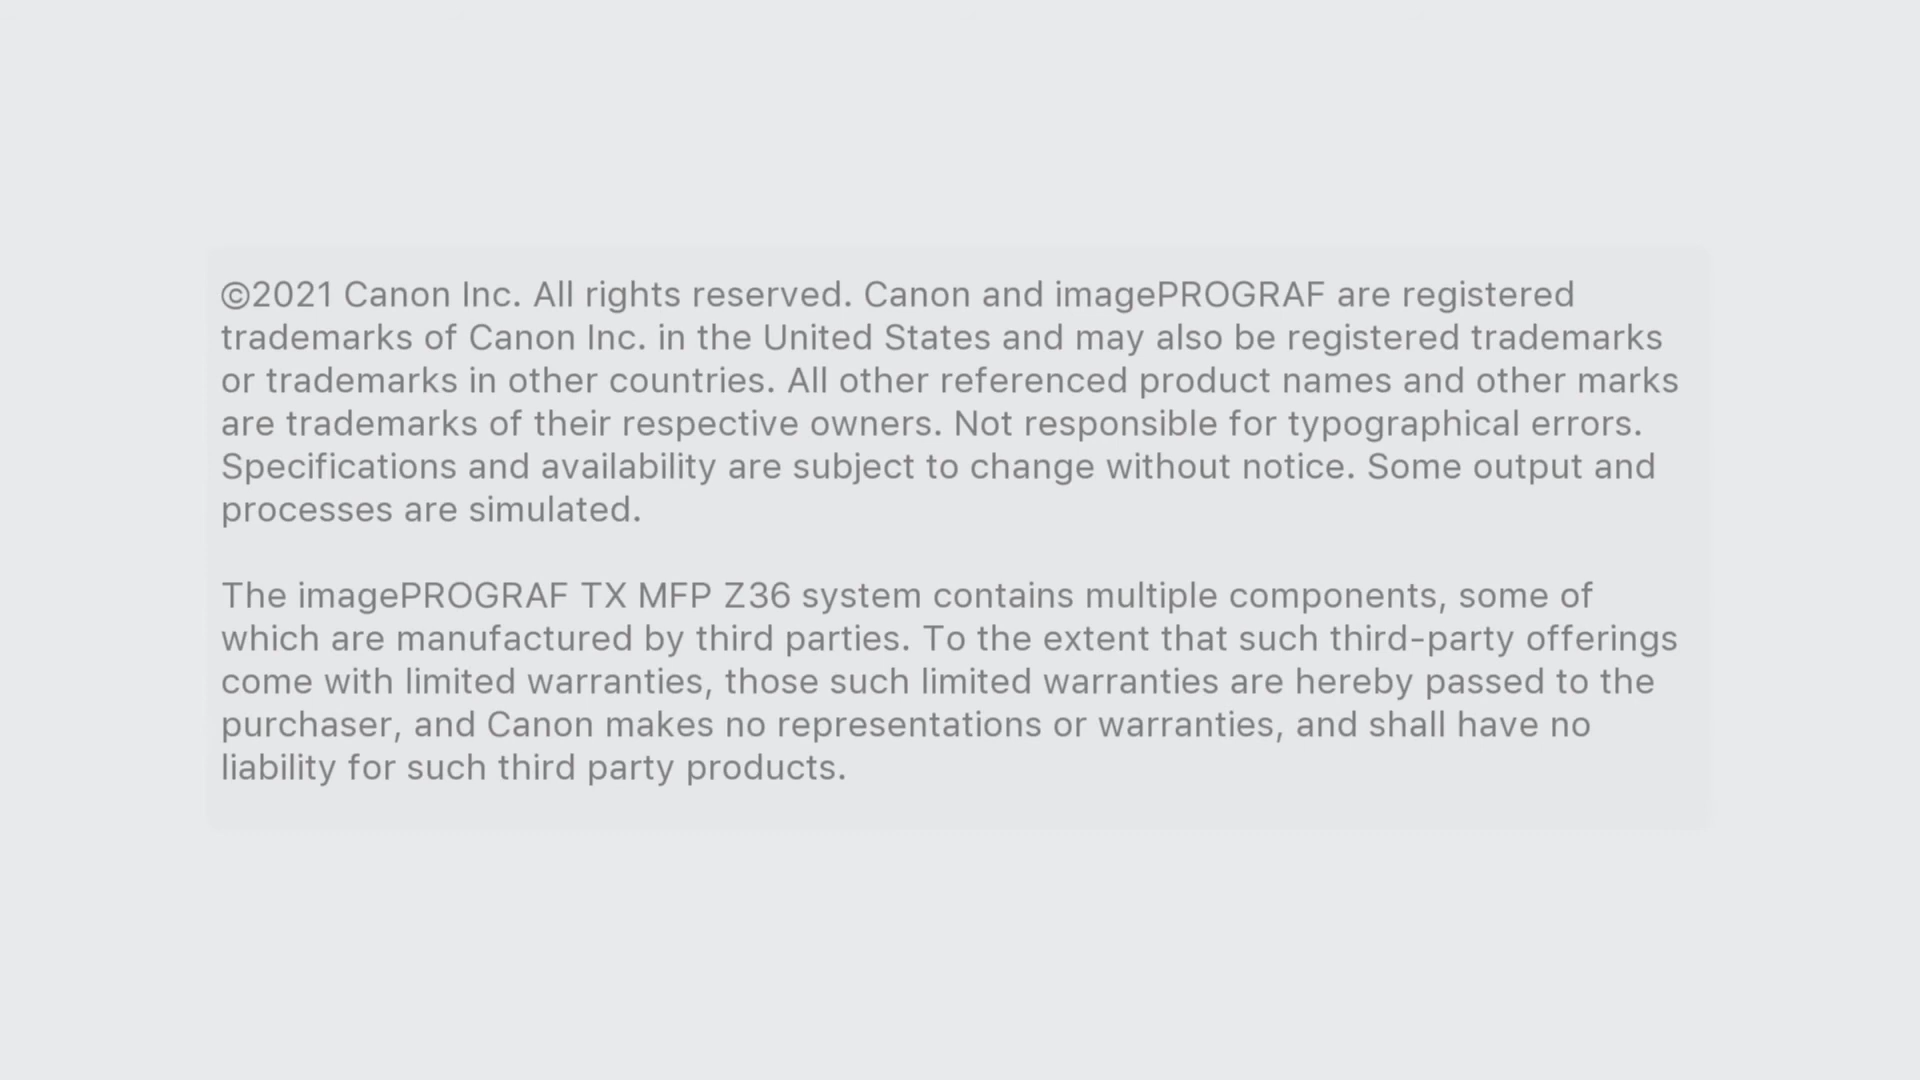 ©2021 Canon Inc. All rights reserved. Canon and imagePROGRAF are registered
trademarks of Canon Inc. in the United States and may also be registered trademarks
or trademarks in other countries. All other referenced product names and other marks
are trademarks of their respective owners. Not responsible for typographical errors.
Specifications and availability are subject to change without notice. Some output and
processes are simulated.
The imagePROGRAF TX MFP Z36 system contains multiple components, some of
which are manufactured by third parties. To the extent that such third-party offerings
come with limited warranties, those such limited warranties are hereby passed to the
purchaser, and Canon makes no representations or warranties, and shall have no
liability for such third party products.